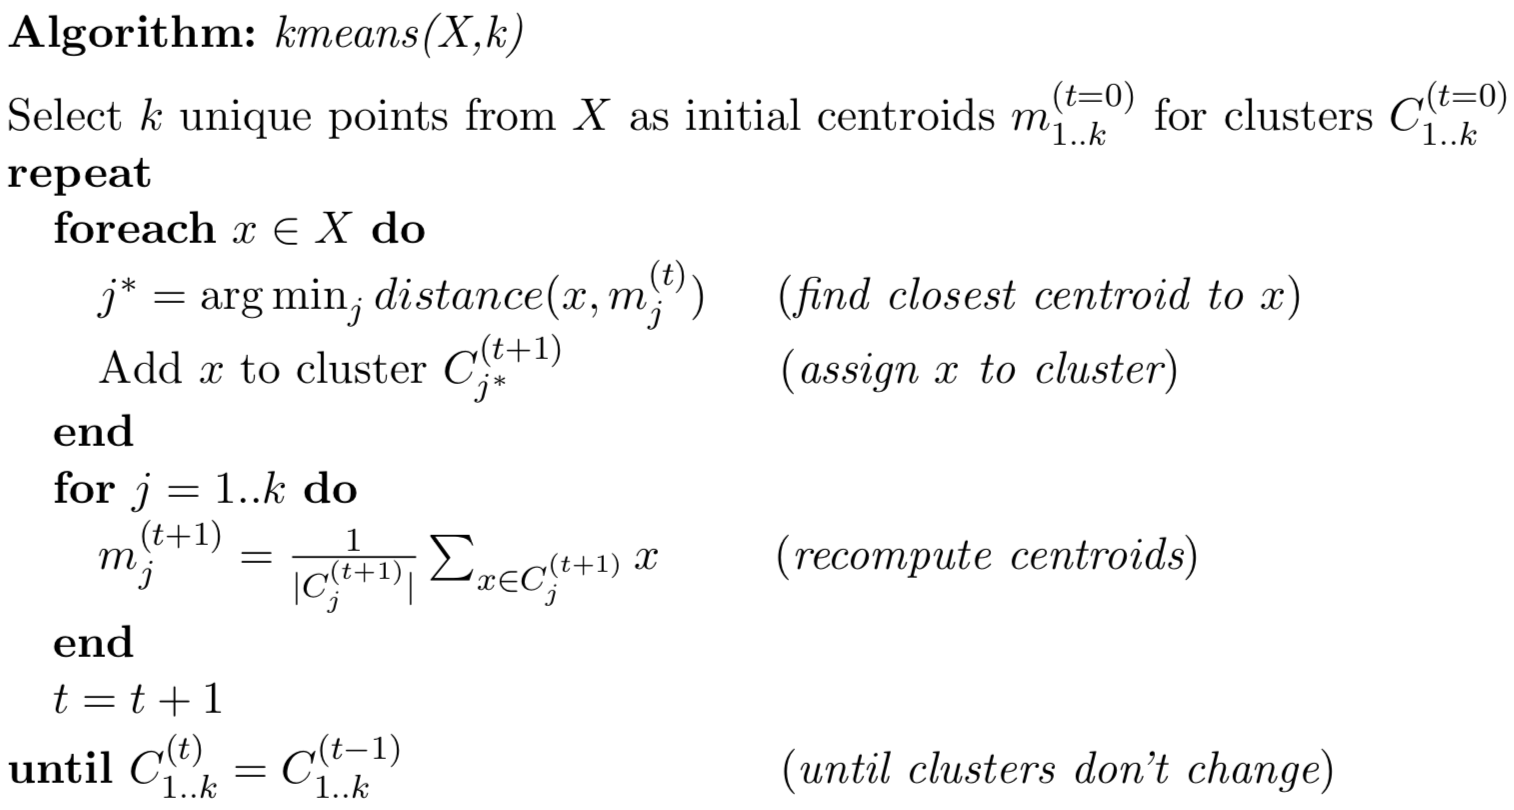 Algorithm: kmeans(X,k)
Select k unique points from X as initial centroids $m_{1..k}^{(t=0)}$ for clusters $C_{1..k}^{(t=0)}$
repeat
foreach $x \in X$ do
$j^* = \arg\min_j distance(x, m_j^{(t)})$ (find closest centroid to x)
Add x to cluster $C_{j^*}^{(t+1)}$ (assign x to cluster)
end
for $j = 1..k$ do
$m_j^{(t+1)} = \frac{1}{|C_j^{(t+1)}|} \sum_{x \in C_j^{(t+1)}} x$ (recompute centroids)
end
$t = t + 1$
until $C_{1..k}^{(t)} = C_{1..k}^{(t-1)}$ (until clusters don't change)